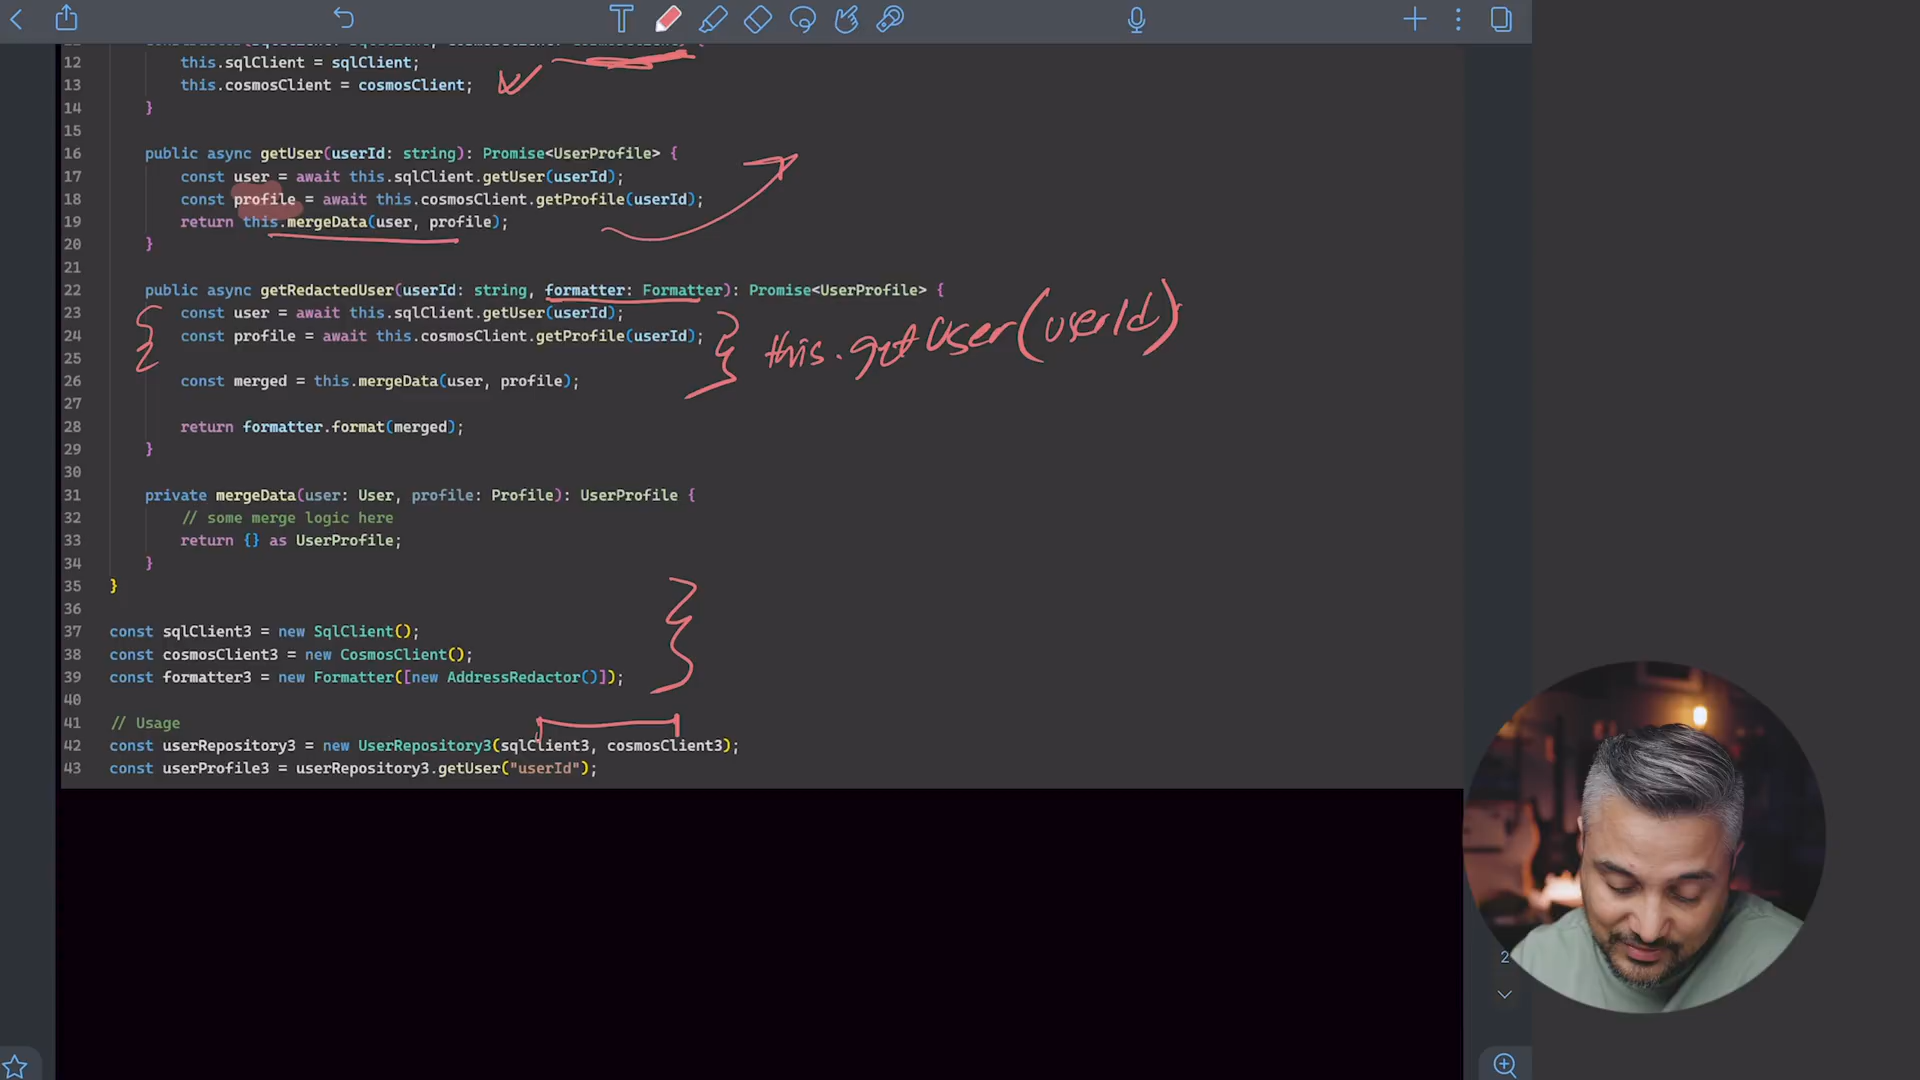 12 this.sqlClient = sqlClient;
13 this.cosmosClient = cosmosClient;
14 }
15
16 public async getUser(userId: string): Promise<UserProfile> {
17 const user = await this.sqlClient.getUser(userId);
18 const profile = await this.cosmosClient.getProfile(userId);
19 return this.mergeData(user, profile);
20 }
21
22 public async getRedactedUser(userId: string, formatter: Formatter): Promise<UserProfile> {
23 const user = await this.sqlClient.getUser(userId);
24 const profile = await this.cosmosClient.getProfile(userId);
this.getUser(userId)
25
26 const merged = this.mergeData(user, profile);
27
28 return formatter.format(merged);
29 }
30
31 private mergeData(user: User, profile: Profile): UserProfile {
32 // some merge logic here
33 return {} as UserProfile;
34 }
35 }
36
37 const sqlClient3 = new SqlClient();
38 const cosmosClient3 = new CosmosClient();
39 const formatter3 = new Formatter([new AddressRedactor()]);
40
41 // Usage
42 const userRepository3 = new UserRepository3(sqlClient3, cosmosClient3);
43 const userProfile3 = userRepository3.getUser("userId");
2